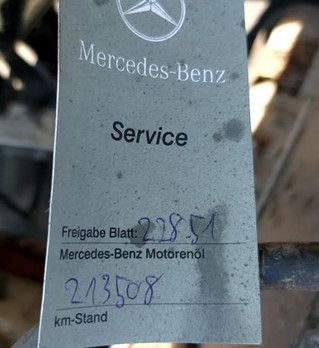 Mercedes-Benz
Service
Freigabe Blatt: 228.51
Mercedes-Benz Motorenöl
213508
km-Stand